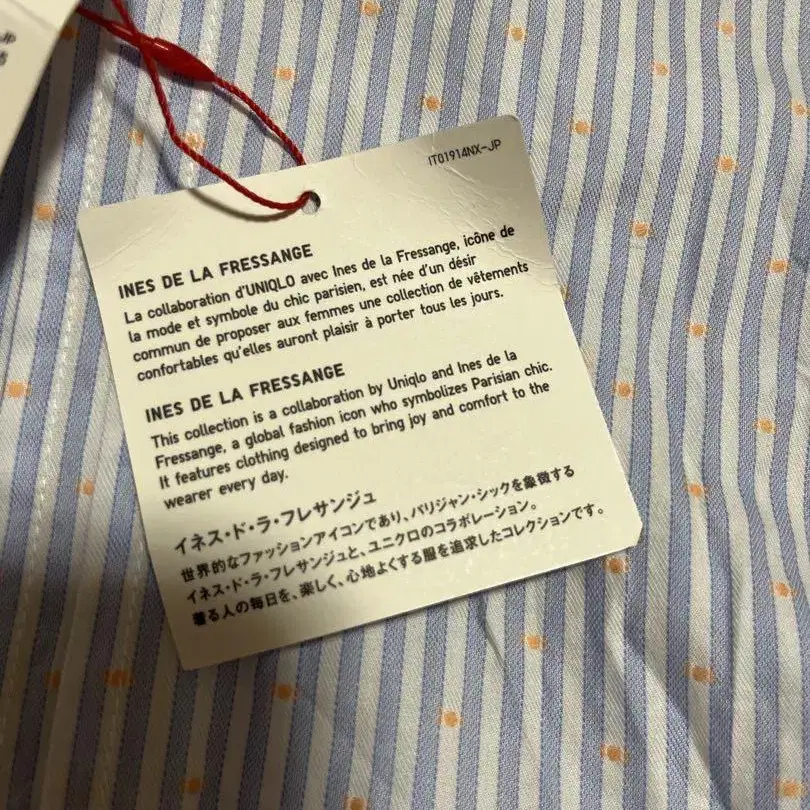 IT01914NX-JP
INES DE LA FRESSANGE
La collaboration d'UNIQLO avec Ines de la Fressange, icône de
la mode et symbole du chic parisien, est née d'un désir
commun de proposer aux femmes une collection de vêtements
confortables qu'elles auront plaisir à porter tous les jours.
INES DE LA FRESSANGE
This collection is a collaboration by Uniqlo and Ines de la
Fressange, a global fashion icon who symbolizes Parisian chic.
It features clothing designed to bring joy and comfort to the
wearer every day.
イネス・ド・ラ・フレサンジュ
世界的なファッションアイコンであり、パリジャン・シックを象徴する
イネス・ド・ラ・フレサンジュと、ユニクロのコラボレーション。
着る人の毎日を、楽しく、心地よくする服を追求したコレクションです。